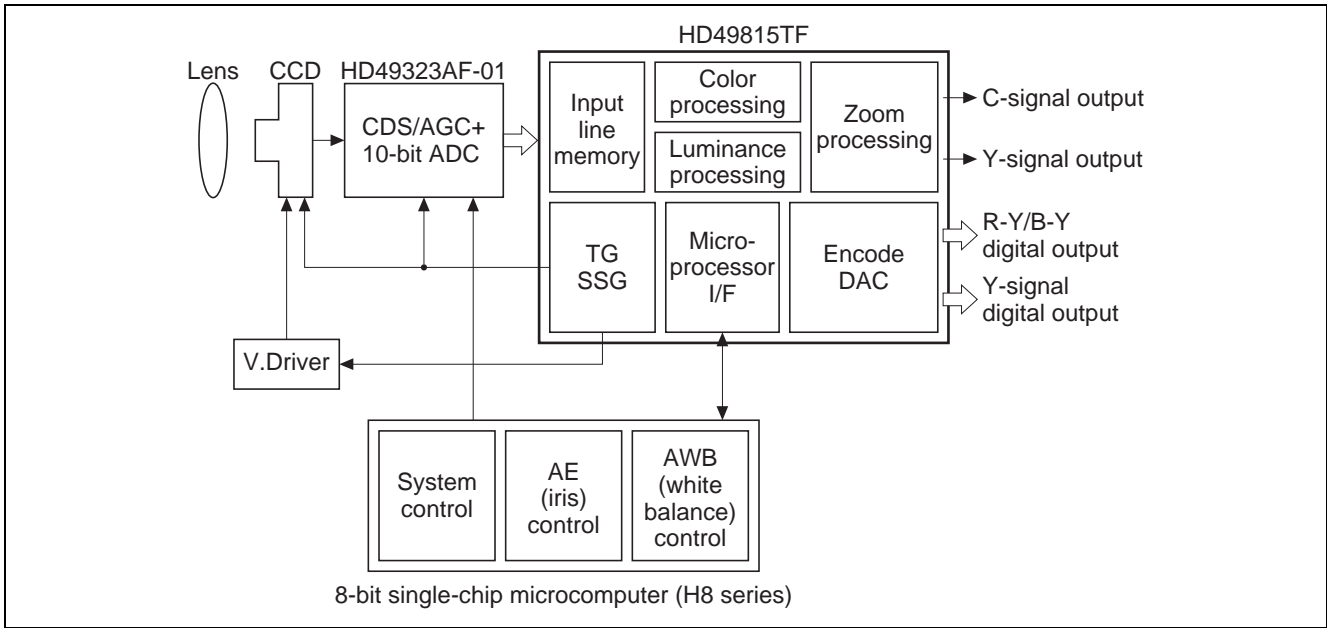 HD49815TF
Lens
CCD
HD49323AF-01
CDS/AGC+
10-bit ADC
Input
line
memory
Color
processing
Luminance
processing
Zoom
processing
C-signal output
Y-signal output
TG
SSG
Micro-
processor
I/F
Encode
DAC
R-Y/B-Y
digital output
Y-signal
digital output
V.Driver
System
control
AE
(iris)
control
AWB
(white
balance)
control
8-bit single-chip microcomputer (H8 series)